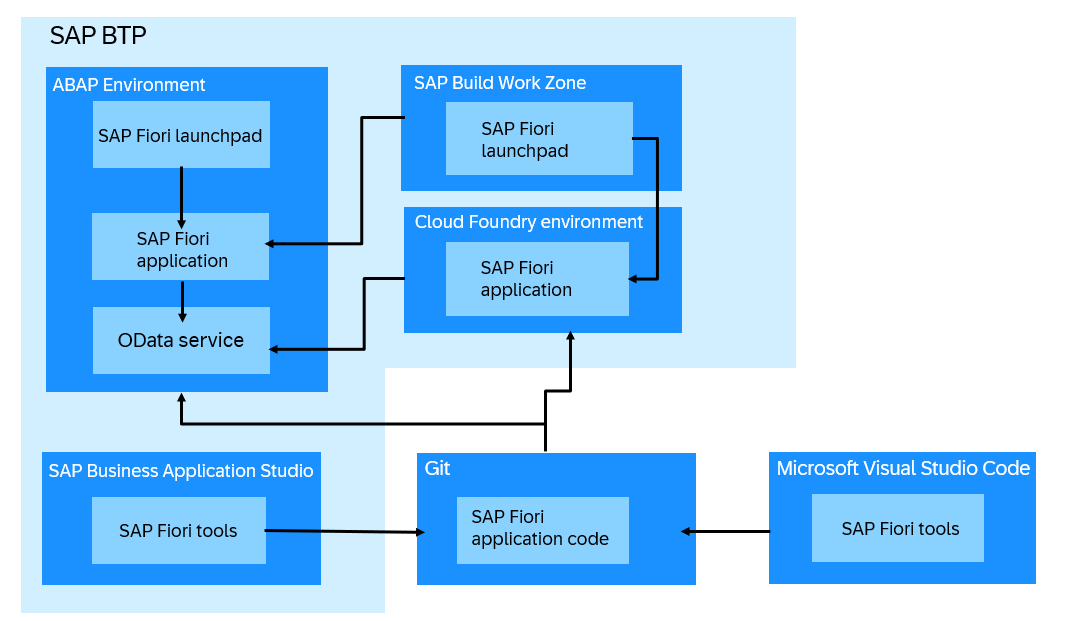 SAP BTP
ABAP Environment
SAP Fiori launchpad
SAP Fiori
application
OData service
SAP Build Work Zone
SAP Fiori
launchpad
Cloud Foundry environment
SAP Fiori
application
SAP Business Application Studio
SAP Fiori tools
Git
SAP Fiori
application code
Microsoft Visual Studio Code
SAP Fiori tools